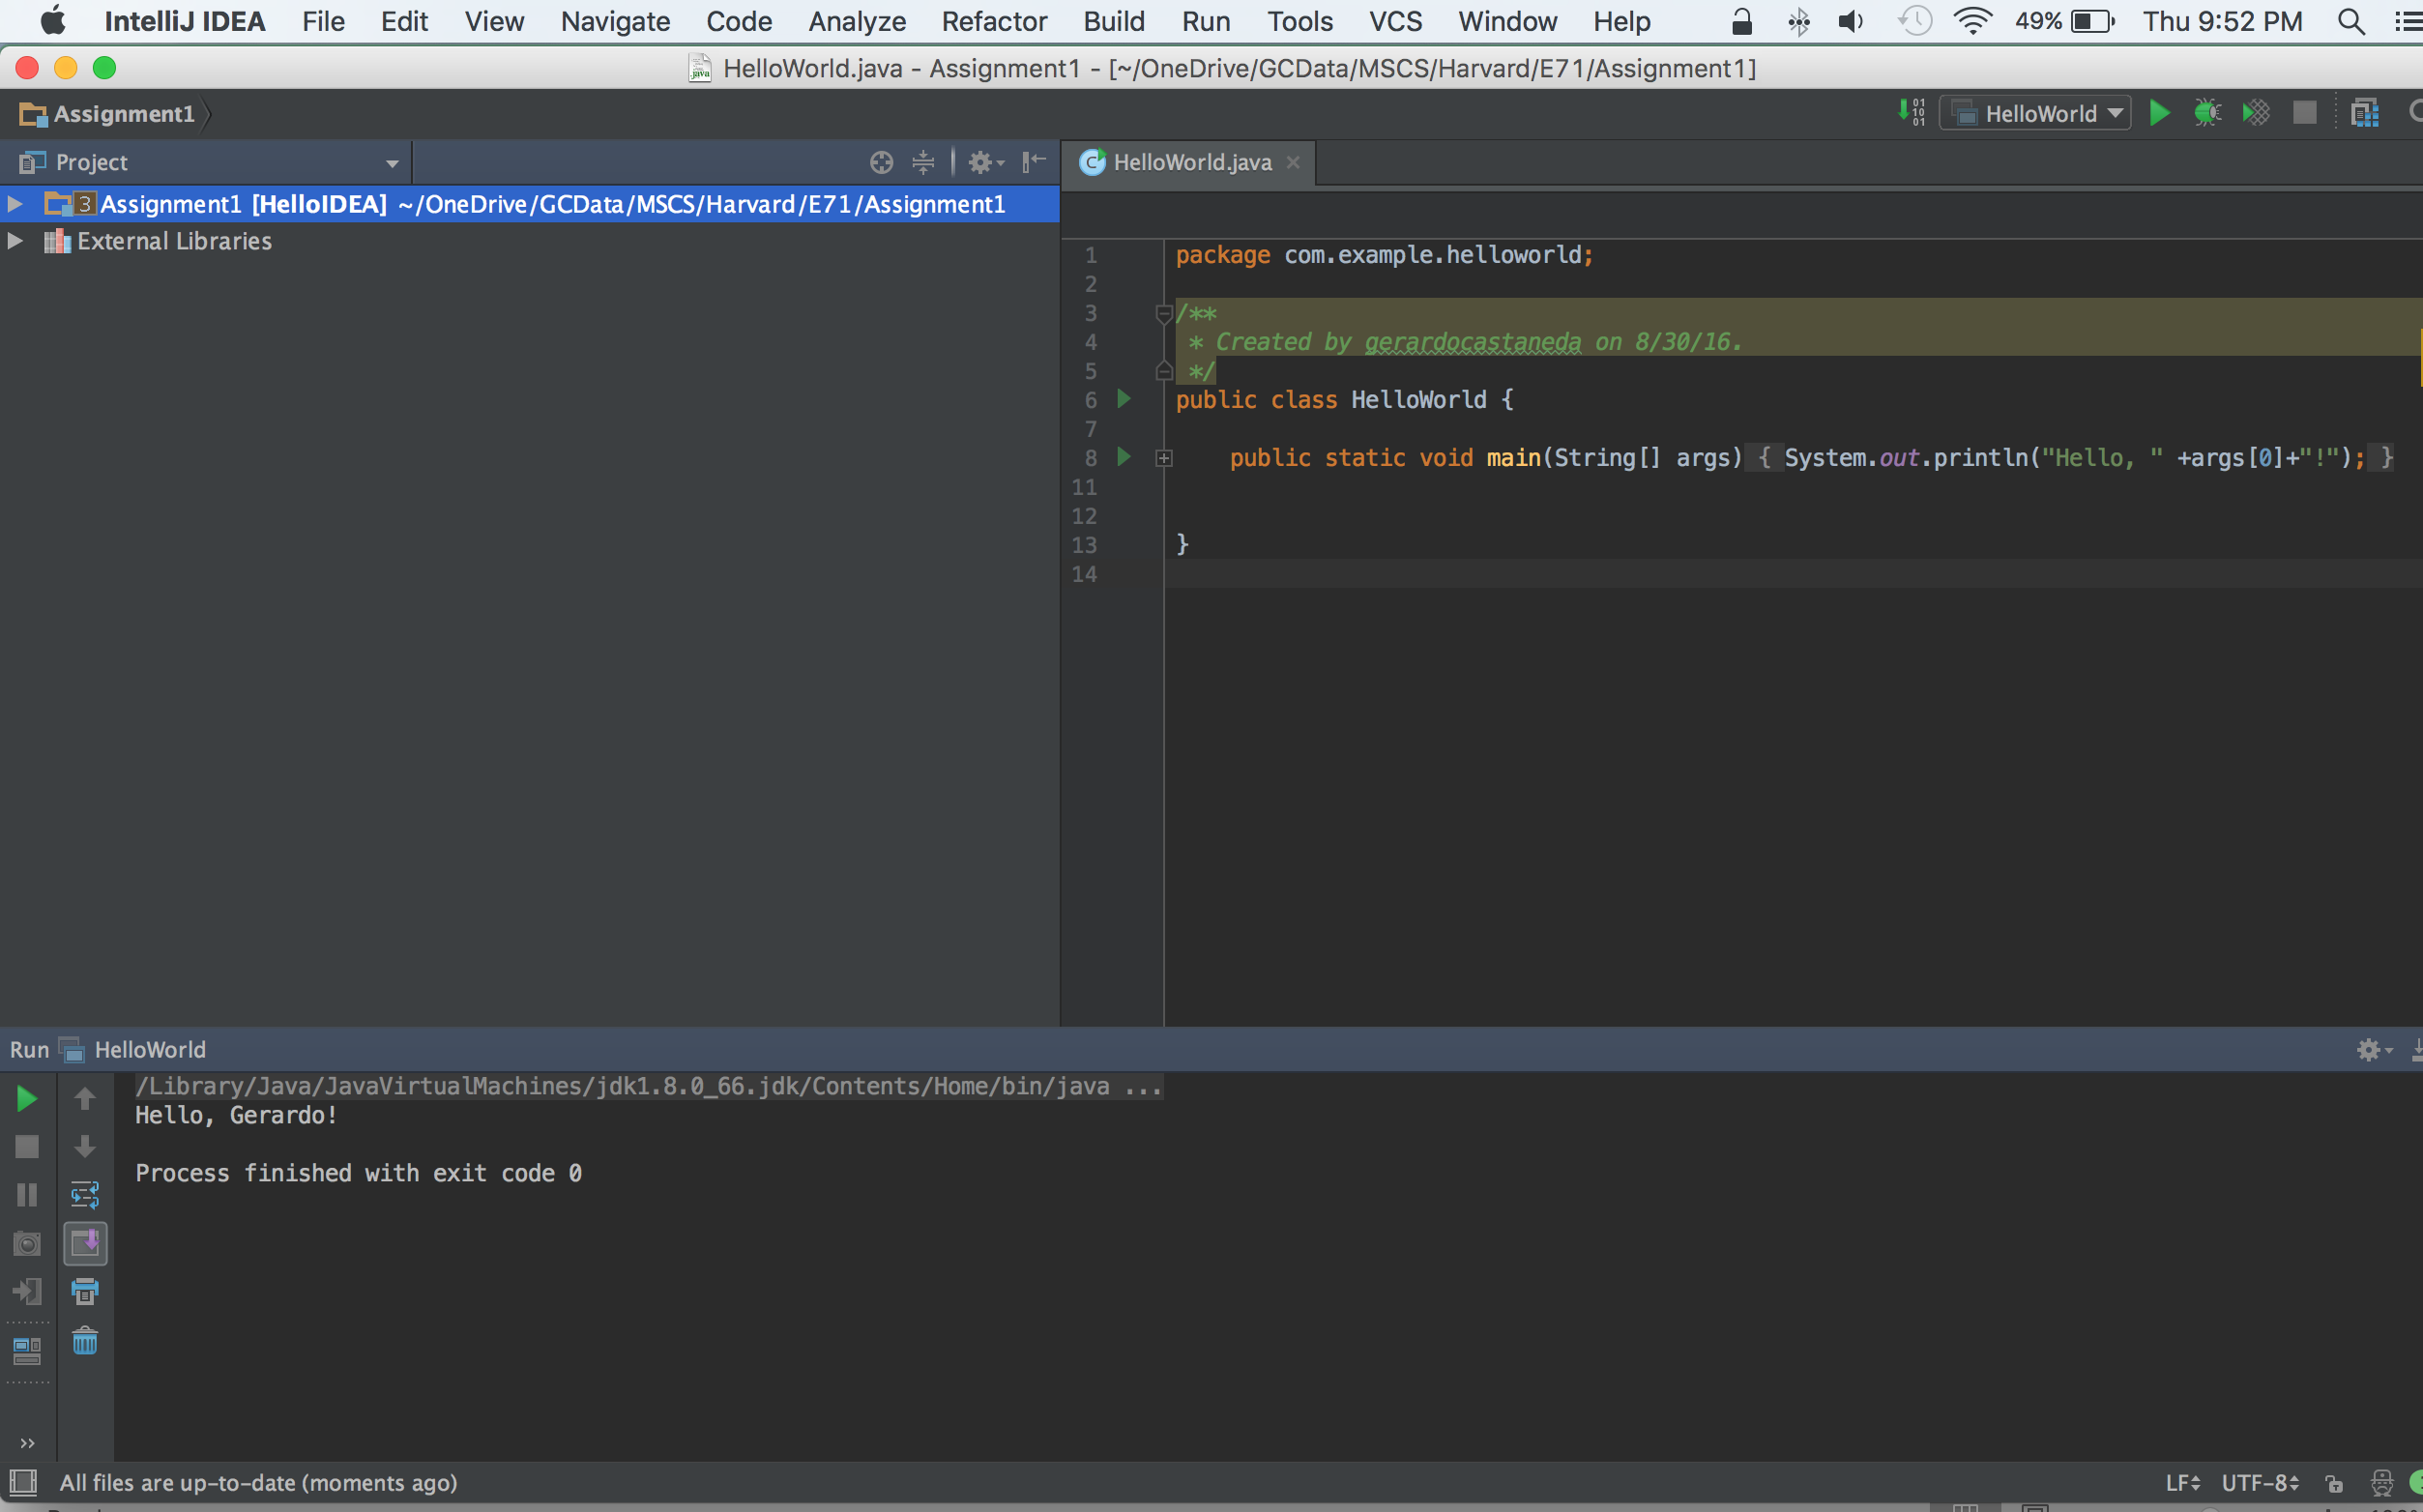 IntelliJ IDEA File Edit View Navigate Code Analyze Refactor Build Run Tools VCS Window Help 49% Thu 9:52 PM
HelloWorld.java - Assignment1 - [~/OneDrive/GCData/MSCS/Harvard/E71/Assignment1]
Assignment1 HelloWorld
Project
HelloWorld.java
3 Assignment1 [HelloIDEA] ~/OneDrive/GCData/MSCS/Harvard/E71/Assignment1
External Libraries
1 package com.example.helloworld;
2
3 /**
4 * Created by gerardocastaneda on 8/30/16.
5 */
6 public class HelloWorld {
7
8 public static void main(String[] args) { System.out.println("Hello, " +args[0]+"!"); }
11
12
13 }
14
Run HelloWorld
/Library/Java/JavaVirtualMachines/jdk1.8.0_66.jdk/Contents/Home/bin/java ...
Hello, Gerardo!
Process finished with exit code 0
All files are up-to-date (moments ago) LF UTF-8